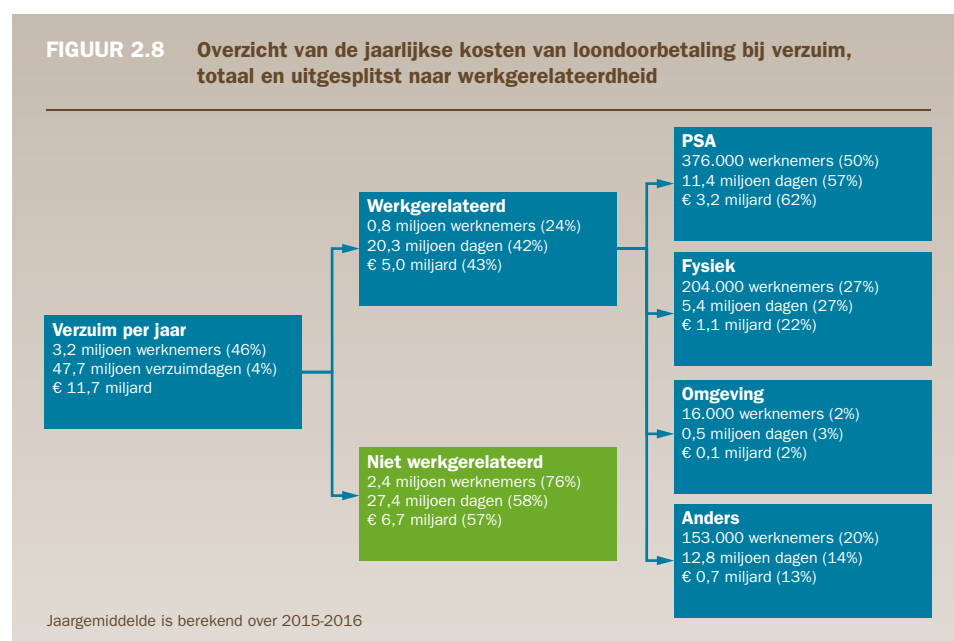 FIGUUR 2.8 Overzicht van de jaarlijkse kosten van loondoorbetaling bij verzuim,
totaal en uitgesplitst naar werkgerelateerdheid
Verzuim per jaar
3,2 miljoen werknemers (46%)
47,7 miljoen verzuimdagen (4%)
€ 11,7 miljard
Werkgerelateerd
0,8 miljoen werknemers (24%)
20,3 miljoen dagen (42%)
€ 5,0 miljard (43%)
Niet werkgerelateerd
2,4 miljoen werknemers (76%)
27,4 miljoen dagen (58%)
€ 6,7 miljard (57%)
PSA
376.000 werknemers (50%)
11,4 miljoen dagen (57%)
€ 3,2 miljard (62%)
Fysiek
204.000 werknemers (27%)
5,4 miljoen dagen (27%)
€ 1,1 miljard (22%)
Omgeving
16.000 werknemers (2%)
0,5 miljoen dagen (3%)
€ 0,1 miljard (2%)
Anders
153.000 werknemers (20%)
12,8 miljoen dagen (14%)
€ 0,7 miljard (13%)
Jaargemiddelde is berekend over 2015-2016